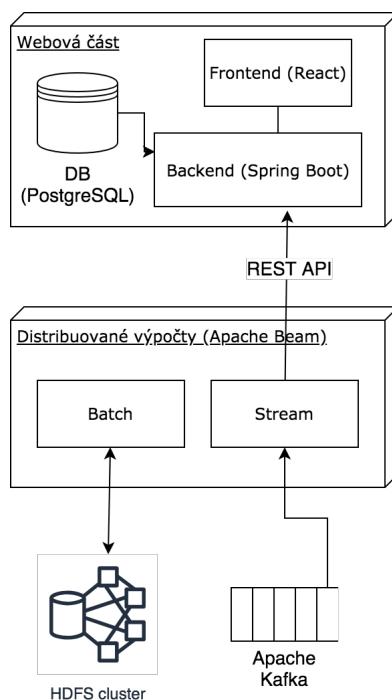 Webová část
Frontend (React)
DB
(PostgreSQL)
Backend (Spring Boot)
REST API
Distribuované výpočty (Apache Beam)
Batch
Stream
HDFS cluster
Apache
Kafka